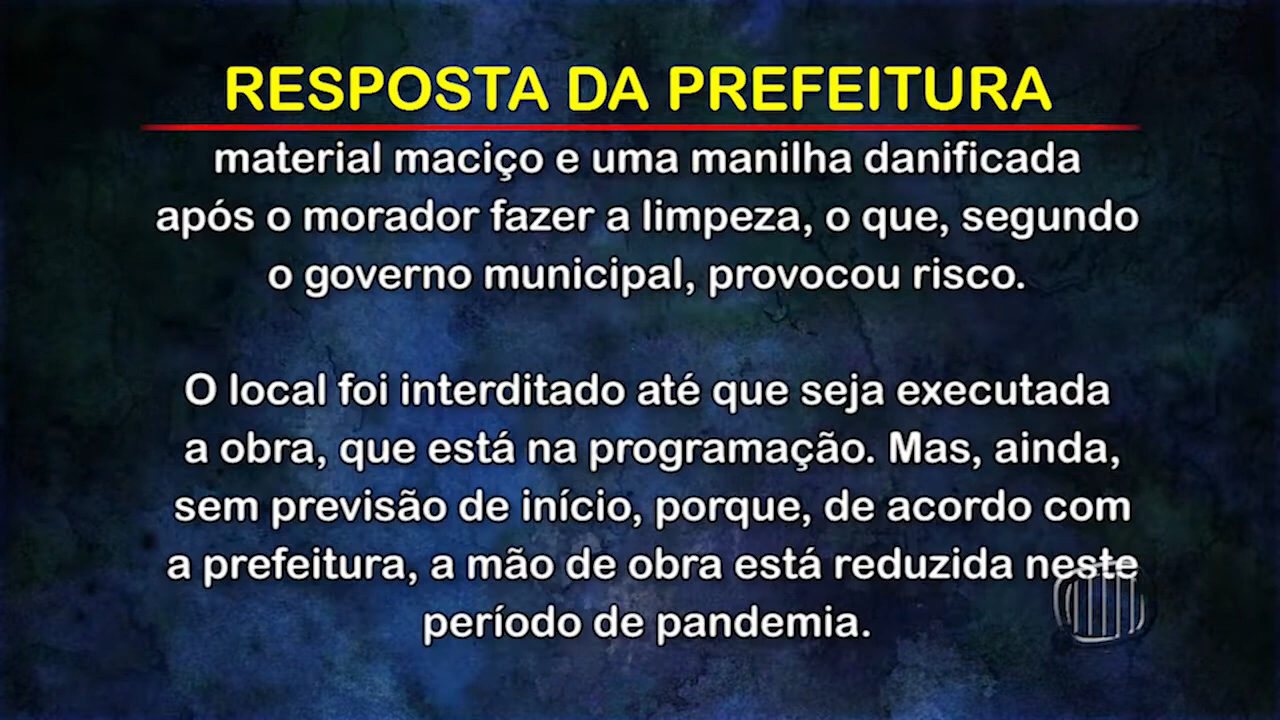 RESPOSTA DA PREFEITURA
material maciço e uma manilha danificada
após o morador fazer a limpeza, o que, segundo
o governo municipal, provocou risco.
O local foi interditado até que seja executada
a obra, que está na programação. Mas, ainda,
sem previsão de início, porque, de acordo com
a prefeitura, a mão de obra está reduzida neste
período de pandemia.